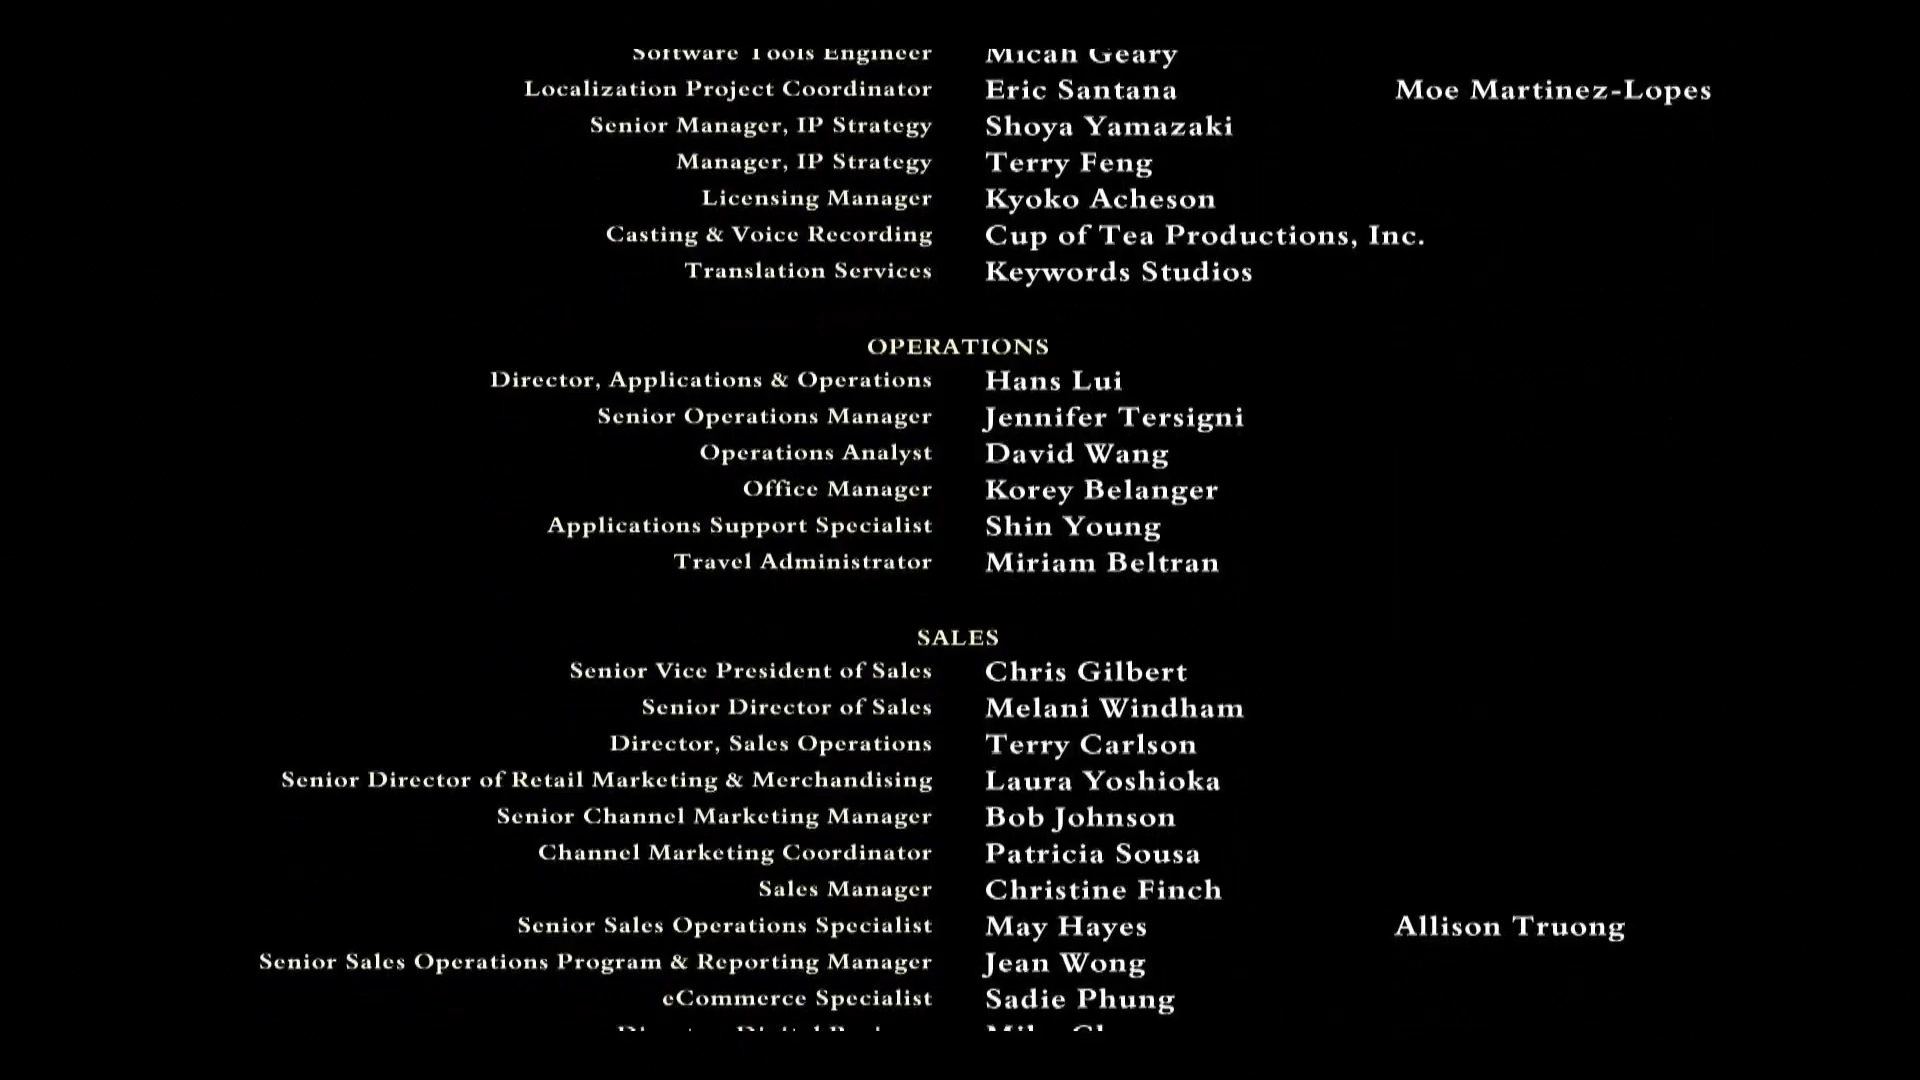 Software Tools Engineer Micah Geary
Localization Project Coordinator Eric Santana Moe Martinez-Lopes
Senior Manager, IP Strategy Shoya Yamazaki
Manager, IP Strategy Terry Feng
Licensing Manager Kyoko Acheson
Casting & Voice Recording Cup of Tea Productions, Inc.
Translation Services Keywords Studios
OPERATIONS
Director, Applications & Operations Hans Lui
Senior Operations Manager Jennifer Tersigni
Operations Analyst David Wang
Office Manager Korey Belanger
Applications Support Specialist Shin Young
Travel Administrator Miriam Beltran
SALES
Senior Vice President of Sales Chris Gilbert
Senior Director of Sales Melani Windham
Director, Sales Operations Terry Carlson
Senior Director of Retail Marketing & Merchandising Laura Yoshioka
Senior Channel Marketing Manager Bob Johnson
Channel Marketing Coordinator Patricia Sousa
Sales Manager Christine Finch
Senior Sales Operations Specialist May Hayes Allison Truong
Senior Sales Operations Program & Reporting Manager Jean Wong
eCommerce Specialist Sadie Phung